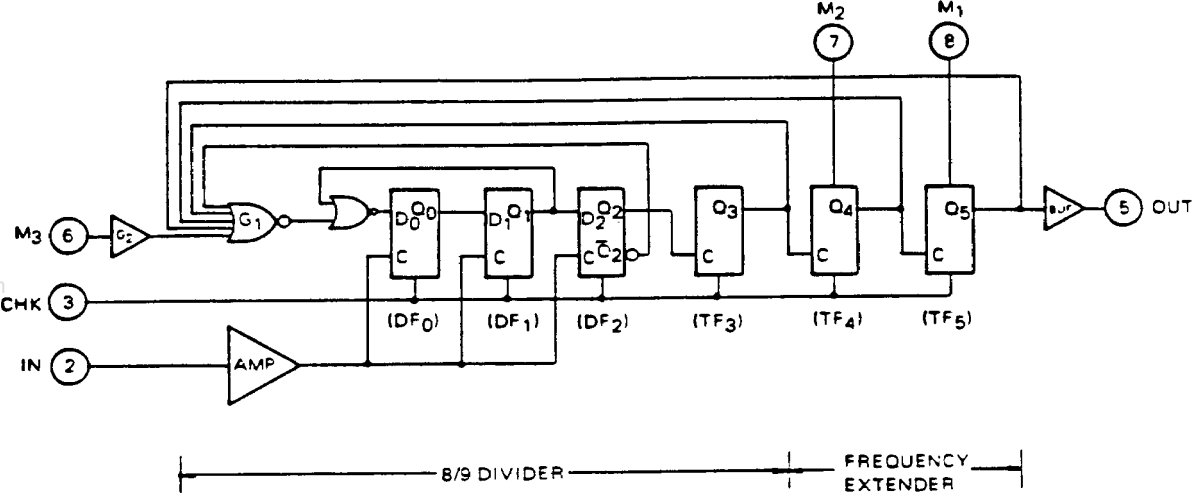 M2 M1
7 8
G1
D0 Q0 D1 Q1 D2 Q2 Q3 Q4 Q5
M3 6 G2 BUF 5 OUT
C C C Q̅2 C C C
CHK 3
(DF0) (DF1) (DF2) (TF3) (TF4) (TF5)
IN 2 AMP
8/9 DIVIDER FREQUENCY
EXTENDER